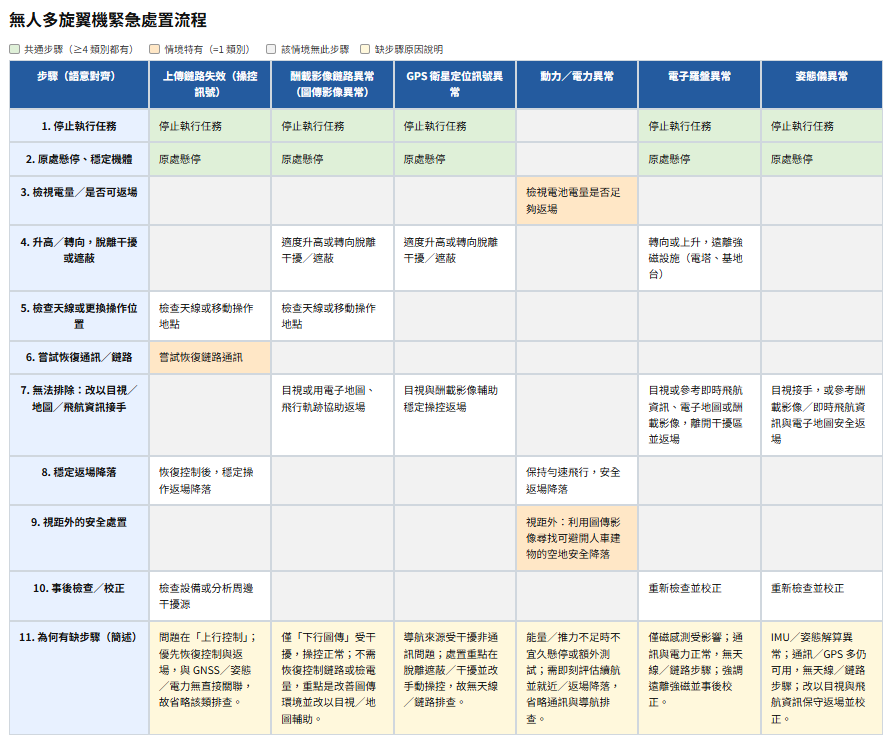 無人多旋翼機緊急處置流程
共通步驟（≥4 類別都有） 情境特有（=1 類別） 該情境無此步驟 缺步驟原因說明
步驟（語意對齊）
上傳鏈路失效（操控
訊號）
酬載影像鏈路異常
（圖傳影像異常）
GPS 衛星定位訊號異
常
動力／電力異常
電子羅盤異常
姿態儀異常
1. 停止執行任務
停止執行任務
停止執行任務
停止執行任務
停止執行任務
停止執行任務
2. 原處懸停、穩定機體
原處懸停
原處懸停
原處懸停
原處懸停
原處懸停
3. 檢視電量／是否可返場
檢視電池電量是否足
夠返場
4. 升高／轉向，脫離干擾
或遮蔽
適度升高或轉向脫離
干擾／遮蔽
適度升高或轉向脫離
干擾／遮蔽
轉向或上升，遠離強
磁設施（電塔、基地
台）
5. 檢查天線或更換操作位
置
檢查天線或移動操作
地點
檢查天線或移動操作
地點
6. 嘗試恢復通訊／鏈路
嘗試恢復鏈路通訊
7. 無法排除：改以目視／
地圖／飛航資訊接手
目視或用電子地圖、
飛行軌跡協助返場
目視與酬載影像輔助
穩定操控返場
目視或參考即時飛航
資訊、電子地圖或酬
載影像，離開干擾區
並返場
目視接手，或參考酬
載影像／即時飛航資
訊與電子地圖安全返
場
8. 穩定返場降落
恢復控制後，穩定操
作返場降落
保持勻速飛行，安全
返場降落
9. 視距外的安全處置
視距外：利用圖傳影
像尋找可避開人車建
物的空地安全降落
10. 事後檢查／校正
檢查設備或分析周邊
干擾源
重新檢查並校正
重新檢查並校正
11. 為何有缺步驟（簡述）
問題在「上行控制」；
優先恢復控制與返
場，與 GNSS／姿態
／電力無直接關聯，
故省略該類排查。
僅「下行圖傳」受干
擾，操控正常；不需
恢復控制鏈路或檢電
量，重點是改善圖傳
環境並改以目視／地
圖輔助。
導航來源受干擾非通
訊問題；處置重點在
脫離遮蔽／干擾並改
手動操控，故無天線
／鏈路排查。
能量／推力不足時不
宜久懸停或額外測
試；需即刻評估續航
並就近／返場降落，
省略通訊與導航排
查。
僅磁感測受影響；通
訊與電力正常，無天
線／鏈路步驟；強調
遠離強磁並事後校
正。
IMU／姿態解算異
常；通訊／GPS 多仍
可用，無天線／鏈路
步驟；改以目視與飛
航資訊保守返場並校
正。